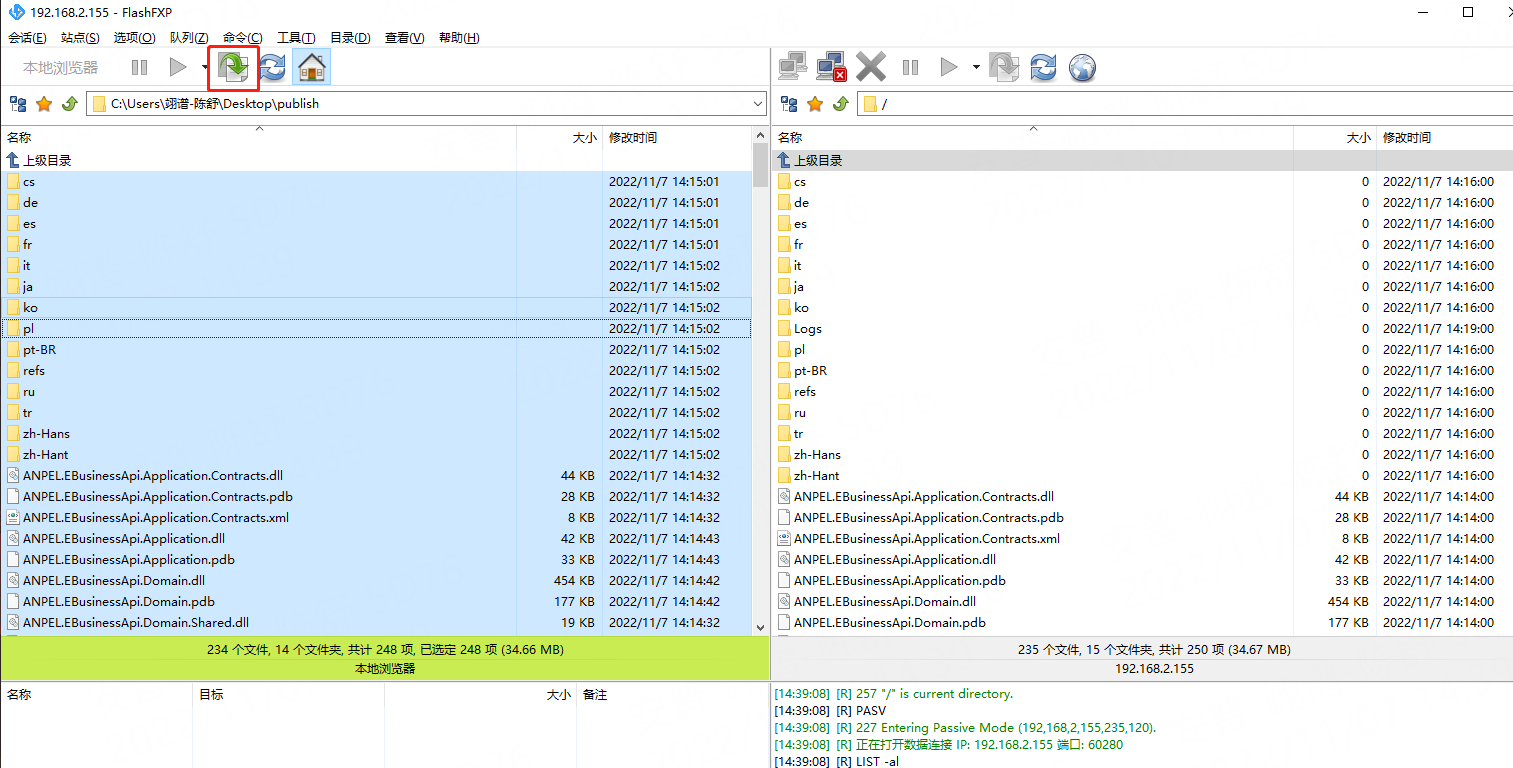 192.168.2.155 - FlashFXP
会话(E) 站点(S) 选项(O) 队列(Z) 命令(C) 工具(T) 目录(D) 查看(V) 帮助(H)
本地浏览器
C:\Users\翊谱-陈舒\Desktop\publish
/
名称 大小 修改时间
上级目录
cs 2022/11/7 14:15:01
de 2022/11/7 14:15:01
es 2022/11/7 14:15:01
fr 2022/11/7 14:15:01
it 2022/11/7 14:15:02
ja 2022/11/7 14:15:02
ko 2022/11/7 14:15:02
pl 2022/11/7 14:15:02
pt-BR 2022/11/7 14:15:02
refs 2022/11/7 14:15:02
ru 2022/11/7 14:15:02
tr 2022/11/7 14:15:02
zh-Hans 2022/11/7 14:15:02
zh-Hant 2022/11/7 14:15:02
ANPEL.EBusinessApi.Application.Contracts.dll 44 KB 2022/11/7 14:14:32
ANPEL.EBusinessApi.Application.Contracts.pdb 28 KB 2022/11/7 14:14:32
ANPEL.EBusinessApi.Application.Contracts.xml 8 KB 2022/11/7 14:14:32
ANPEL.EBusinessApi.Application.dll 42 KB 2022/11/7 14:14:43
ANPEL.EBusinessApi.Application.pdb 33 KB 2022/11/7 14:14:43
ANPEL.EBusinessApi.Domain.dll 454 KB 2022/11/7 14:14:42
ANPEL.EBusinessApi.Domain.pdb 177 KB 2022/11/7 14:14:42
ANPEL.EBusinessApi.Domain.Shared.dll 19 KB 2022/11/7 14:14:32
234 个文件, 14 个文件夹, 共计 248 项, 已选定 248 项 (34.66 MB)
本地浏览器
名称 目标 大小 备注
名称 大小 修改时间
上级目录
cs 0 2022/11/7 14:16:00
de 0 2022/11/7 14:16:00
es 0 2022/11/7 14:16:00
fr 0 2022/11/7 14:16:00
it 0 2022/11/7 14:16:00
ja 0 2022/11/7 14:16:00
ko 0 2022/11/7 14:16:00
Logs 0 2022/11/7 14:19:00
pl 0 2022/11/7 14:16:00
pt-BR 0 2022/11/7 14:16:00
refs 0 2022/11/7 14:16:00
ru 0 2022/11/7 14:16:00
tr 0 2022/11/7 14:16:00
zh-Hans 0 2022/11/7 14:16:00
zh-Hant 0 2022/11/7 14:16:00
ANPEL.EBusinessApi.Application.Contracts.dll 44 KB 2022/11/7 14:14:00
ANPEL.EBusinessApi.Application.Contracts.pdb 28 KB 2022/11/7 14:14:00
ANPEL.EBusinessApi.Application.Contracts.xml 8 KB 2022/11/7 14:14:00
ANPEL.EBusinessApi.Application.dll 42 KB 2022/11/7 14:14:00
ANPEL.EBusinessApi.Application.pdb 33 KB 2022/11/7 14:14:00
ANPEL.EBusinessApi.Domain.dll 454 KB 2022/11/7 14:14:00
ANPEL.EBusinessApi.Domain.pdb 177 KB 2022/11/7 14:14:00
235 个文件, 15 个文件夹, 共计 250 项 (34.67 MB)
192.168.2.155
[14:39:08] [R] 257 "/" is current directory.
[14:39:08] [R] PASV
[14:39:08] [R] 227 Entering Passive Mode (192,168,2,155,235,120).
[14:39:08] [R] 正在打开数据连接 IP: 192.168.2.155 端口: 60280
[14:39:08] [R] LIST -al